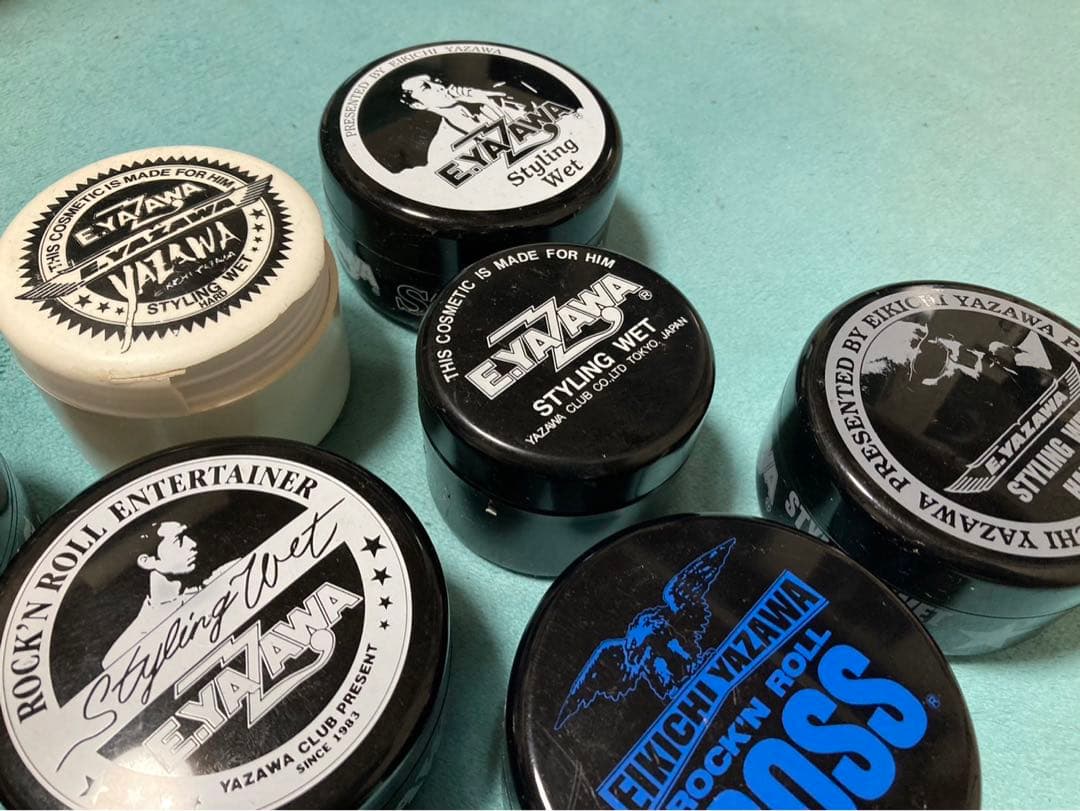 PRESENTED BY EIKICHI YAZAWA
E.YAZAWA®
Styling
Wet
THIS COSMETIC IS MADE FOR HIM
E.YAZAWA
E.YAZAWA
YAZAWA
STYLING WET
HARD
THIS COSMETIC IS MADE FOR HIM
E.YAZAWA®
STYLING WET
YAZAWA CLUB CO.,LTD TOKYO, JAPAN
CHI YAZAWA PRESENTED BY EIKICHI YAZAWA P
E.YAZAWA
STYLING
ROCK'N ROLL ENTERTAINER
Styling Wet
E.YAZAWA
YAZAWA CLUB PRESENT
SINCE 1983
EIKICHI YAZAWA
ROCK'N ROLL
OSS®